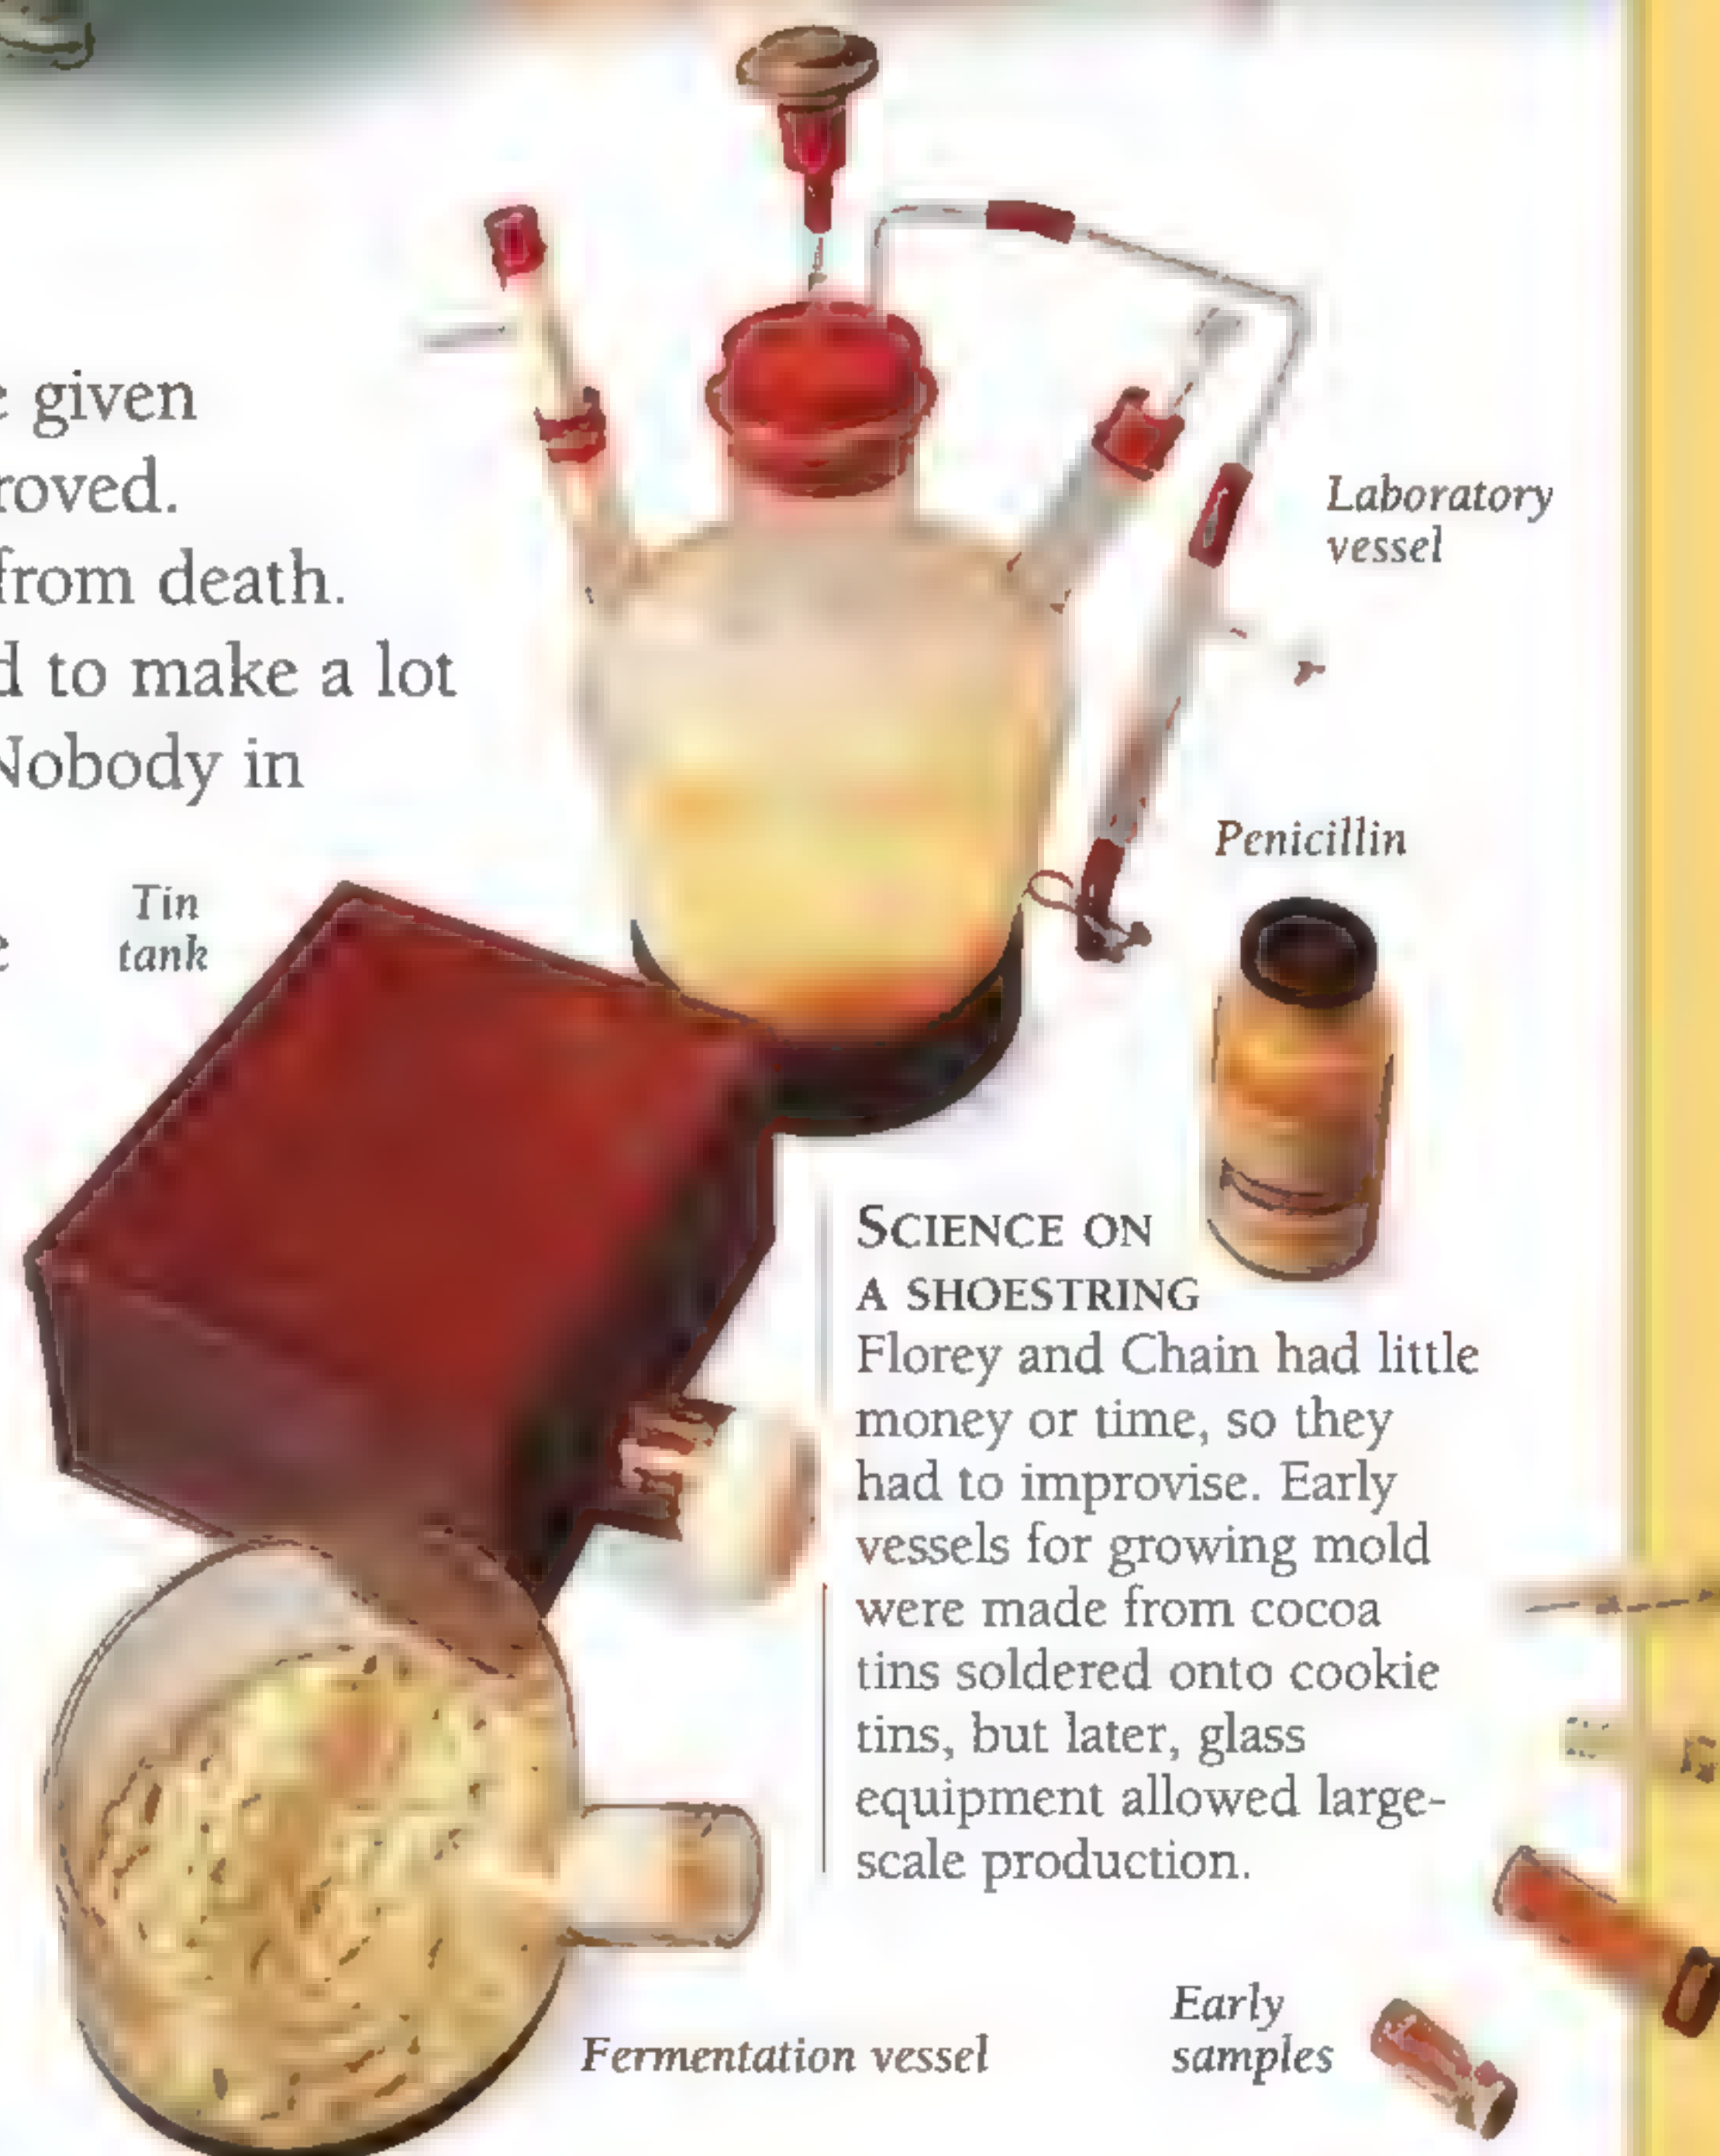 given
roved.
from death.
d to make a lot
Nobody in
Laboratory
vessel
Penicillin
Tin
tank
SCIENCE ON
A SHOESTRING
Florey and Chain had little
money or time, so they
had to improvise. Early
vessels for growing mold
were made from cocoa
tins soldered onto cookie
tins, but later, glass
equipment allowed large-
scale production.
Fermentation vessel
Early
samples